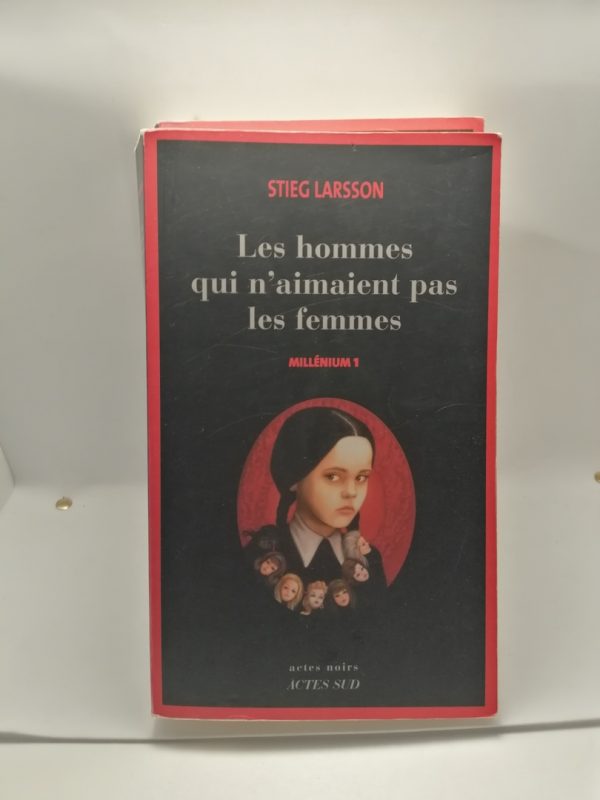 STIEG LARSSON
Les hommes
qui n'aimaient pas
les femmes
MILLÉNIUM 1
actes noirs
ACTES SUD